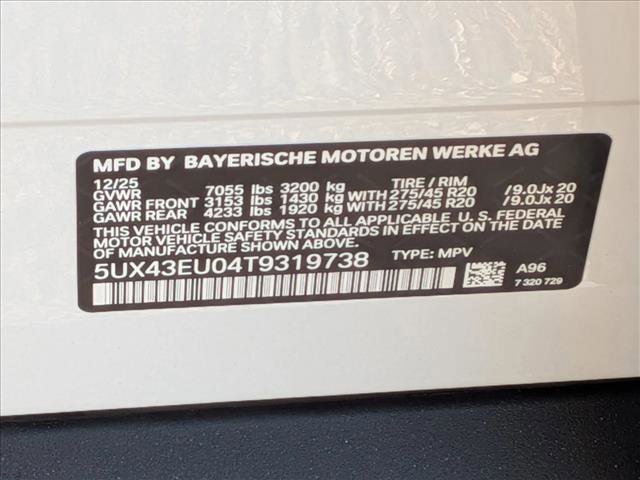 MFD BY BAYERISCHE MOTOREN WERKE AG
12/25 TIRE / RIM
GVWR 7055 lbs 3200 kg
GAWR FRONT 3153 lbs 1430 kg WITH 275/45 R20 /9.0Jx 20
GAWR REAR 4233 lbs 1920 kg WITH 275/45 R20 /9.0Jx 20
THIS VEHICLE CONFORMS TO ALL APPLICABLE U.S. FEDERAL
MOTOR VEHICLE SAFETY STANDARDS IN EFFECT ON THE
DATE OF MANUFACTURE SHOWN ABOVE.
5UX43EU04T9319738 TYPE: MPV
A96
7 320 729